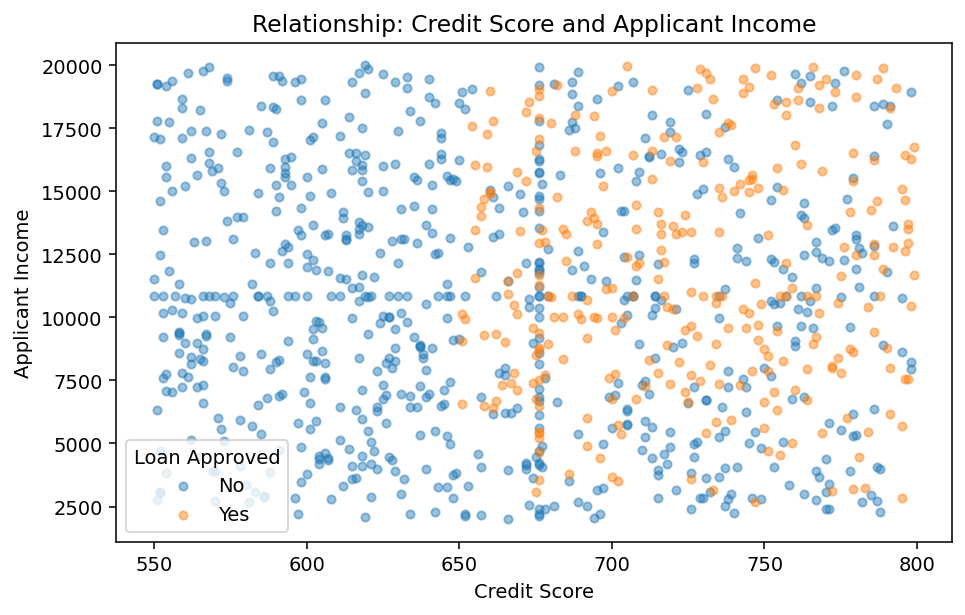 Relationship: Credit Score and Applicant Income
Applicant Income
20000
17500
15000
12500
10000
7500
5000
2500
Loan Approved
No
Yes
550
600
650
700
750
800
Credit Score